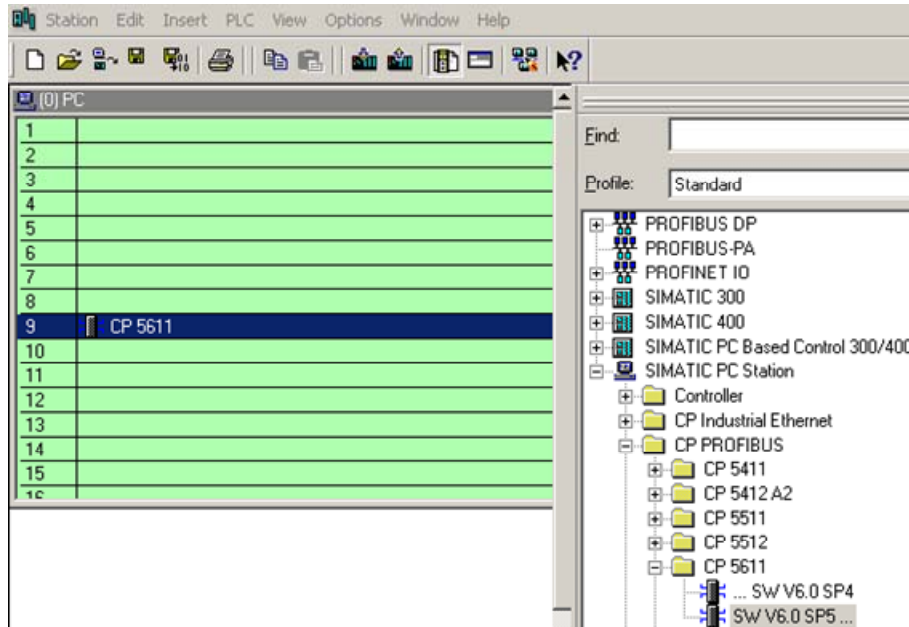 Station Edit Insert PLC View Options Window Help
(0) PC
1
2
3
4
5
6
7
8
9 CP 5611
10
11
12
13
14
15
16
Find:
Profile: Standard
PROFIBUS DP
PROFIBUS-PA
PROFINET IO
SIMATIC 300
SIMATIC 400
SIMATIC PC Based Control 300/400
SIMATIC PC Station
Controller
CP Industrial Ethernet
CP PROFIBUS
CP 5411
CP 5412 A2
CP 5511
CP 5512
CP 5611
... SW V6.0 SP4
SW V6.0 SP5 ...